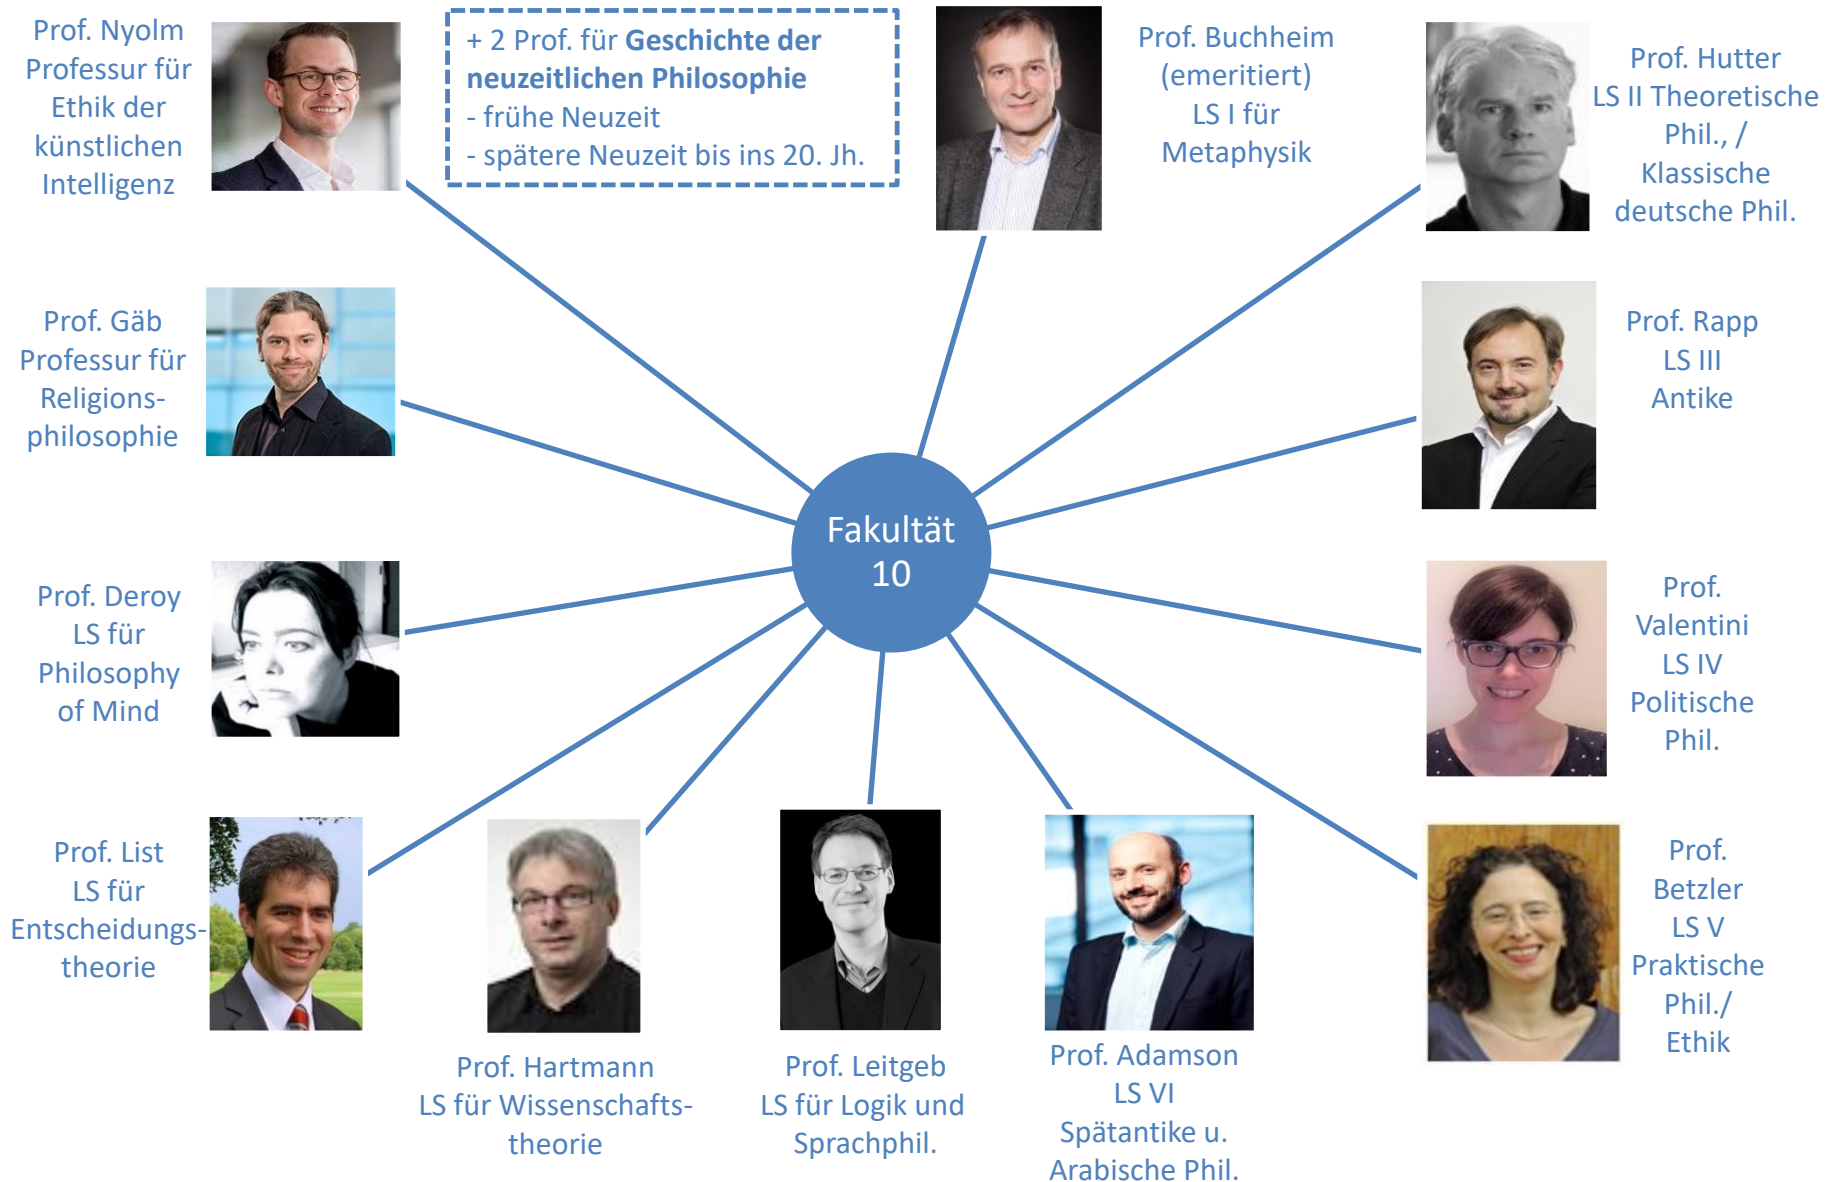 Prof. Nyolm
Professur für
Ethik der
künstlichen
Intelligenz
+ 2 Prof. für Geschichte der
neuzeitlichen Philosophie
- frühe Neuzeit
- spätere Neuzeit bis ins 20. Jh.
Prof. Buchheim
(emeritiert)
LS I für
Metaphysik
Prof. Hutter
LS II Theoretische
Phil., /
Klassische
deutsche Phil.
Prof. Gäb
Professur für
Religions-
philosophie
Prof. Rapp
LS III
Antike
Fakultät
10
Prof. Deroy
LS für
Philosophy
of Mind
Prof.
Valentini
LS IV
Politische
Phil.
Prof. List
LS für
Entscheidungs-
theorie
Prof.
Betzler
LS V
Praktische
Phil./
Ethik
Prof. Hartmann
LS für Wissenschafts-
theorie
Prof. Leitgeb
LS für Logik und
Sprachphil.
Prof. Adamson
LS VI
Spätantike u.
Arabische Phil.